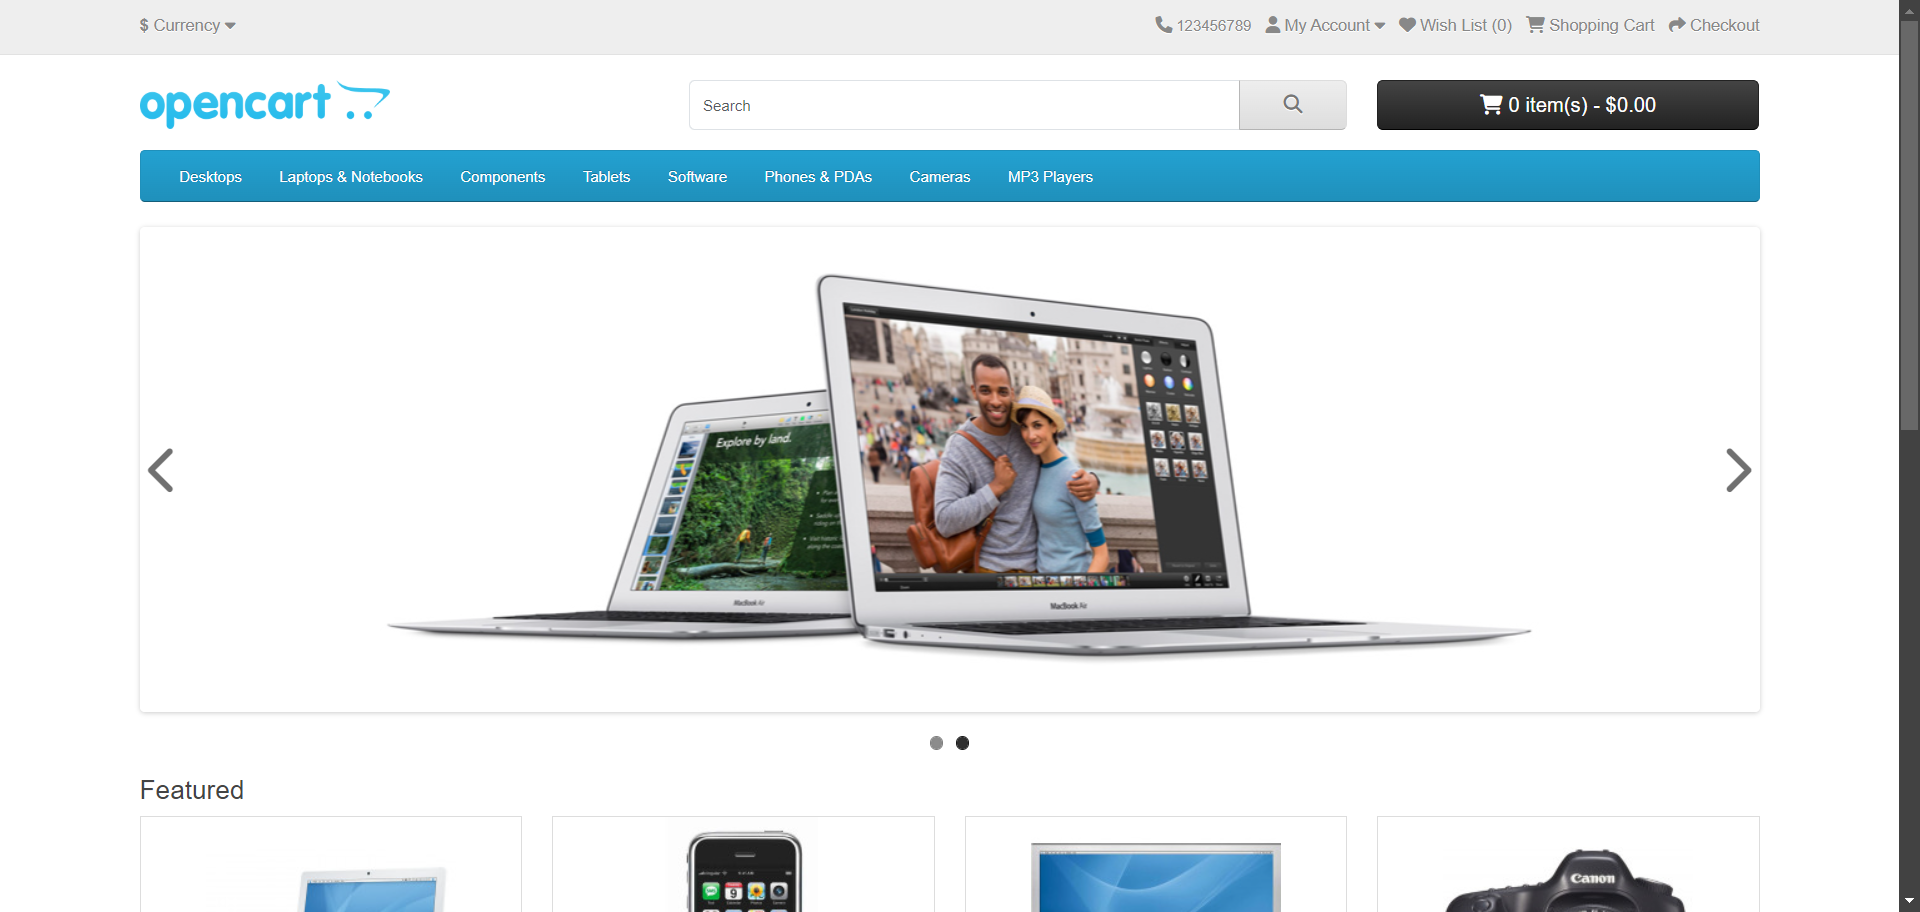 $ Currency
123456789 My Account Wish List (0) Shopping Cart Checkout
opencart
Search
0 item(s) - $0.00
Desktops Laptops & Notebooks Components Tablets Software Phones & PDAs Cameras MP3 Players
Explore by land.
MacBook Air
MacBook Air
Featured
9
Canon